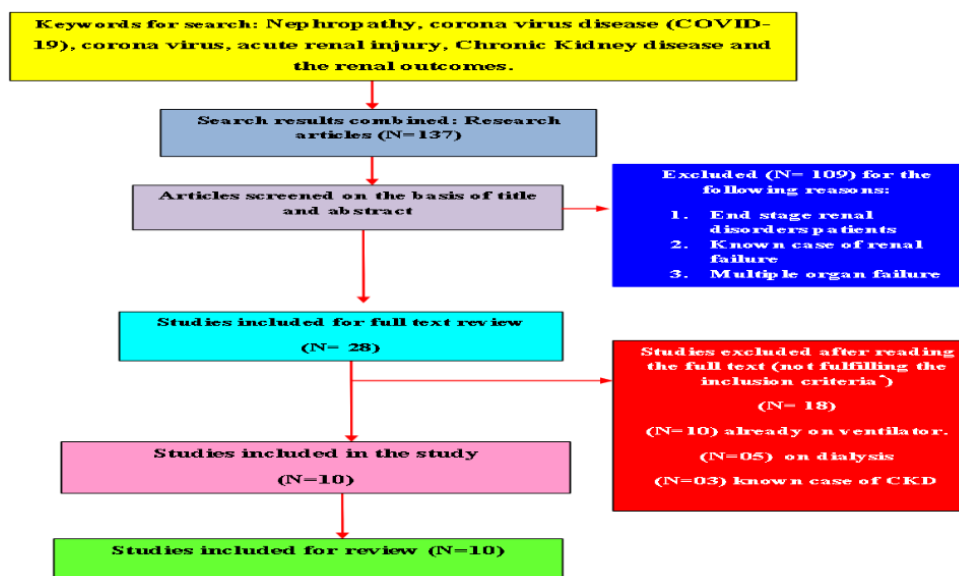 Keywords for search: Nephropathy, corona virus disease (COVID-
19), corona virus, acute renal injury, Chronic Kidney disease and
the renal outcomes.
Search results combined: Research
articles (N=137)
Articles screened on the basis of title
and abstract
Excluded (N= 109) for the
following reasons:
1. End stage renal
disorders patients
2. Known case of renal
failure
3. Multiple organ failure
Studies included for full text review
(N= 28)
Studies excluded after reading
the full text (not fulfilling the
inclusion criteria`)
(N= 18)
(N=10) already on ventilator.
(N=05) on dialysis
(N=03) known case of CKD
Studies included in the study
(N=10)
Studies included for review (N=10)